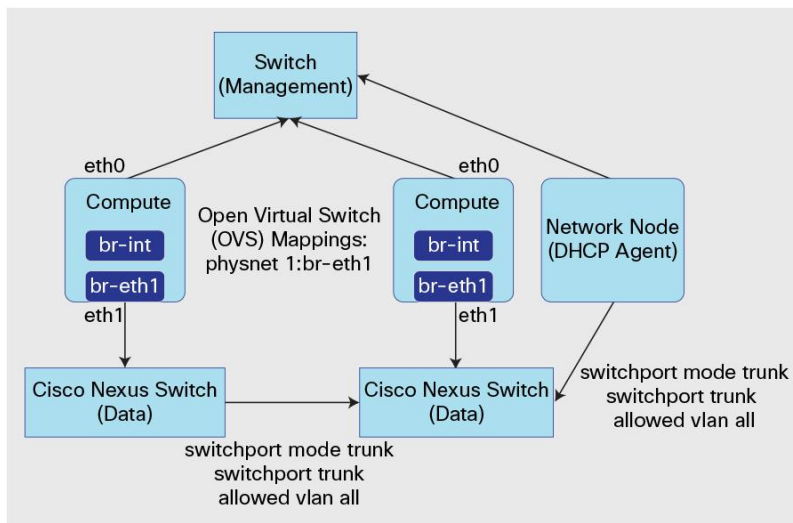 Switch
(Management)
eth0
eth0
Compute
br-int
br-eth1
eth1
Open Virtual Switch
(OVS) Mappings:
physnet 1:br-eth1
Compute
br-int
br-eth1
eth1
Network Node
(DHCP Agent)
Cisco Nexus Switch
(Data)
Cisco Nexus Switch
(Data)
switchport mode trunk
switchport trunk
allowed vlan all
switchport mode trunk
switchport trunk
allowed vlan all